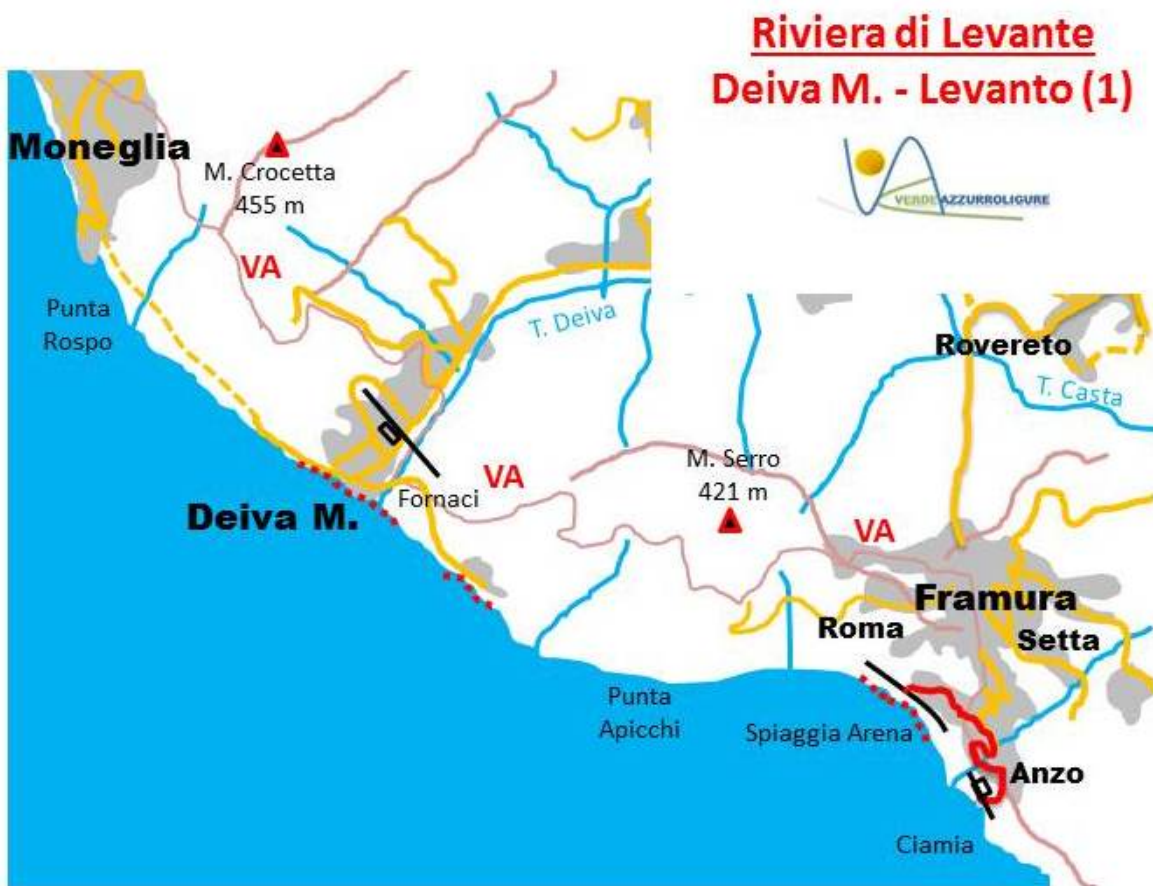 Riviera di Levante
Deiva M. - Levanto (1)
VERDEAZZURROLIGURE
Moneglia
M. Crocetta
455 m
VA
Punta
Rospo
T. Deiva
Rovereto
T. Casta
M. Serro
421 m
VA
Fornaci
Deiva M.
VA
Framura
Roma
Setta
Punta
Apicchi
Spiaggia Arena
Anzo
Ciamia